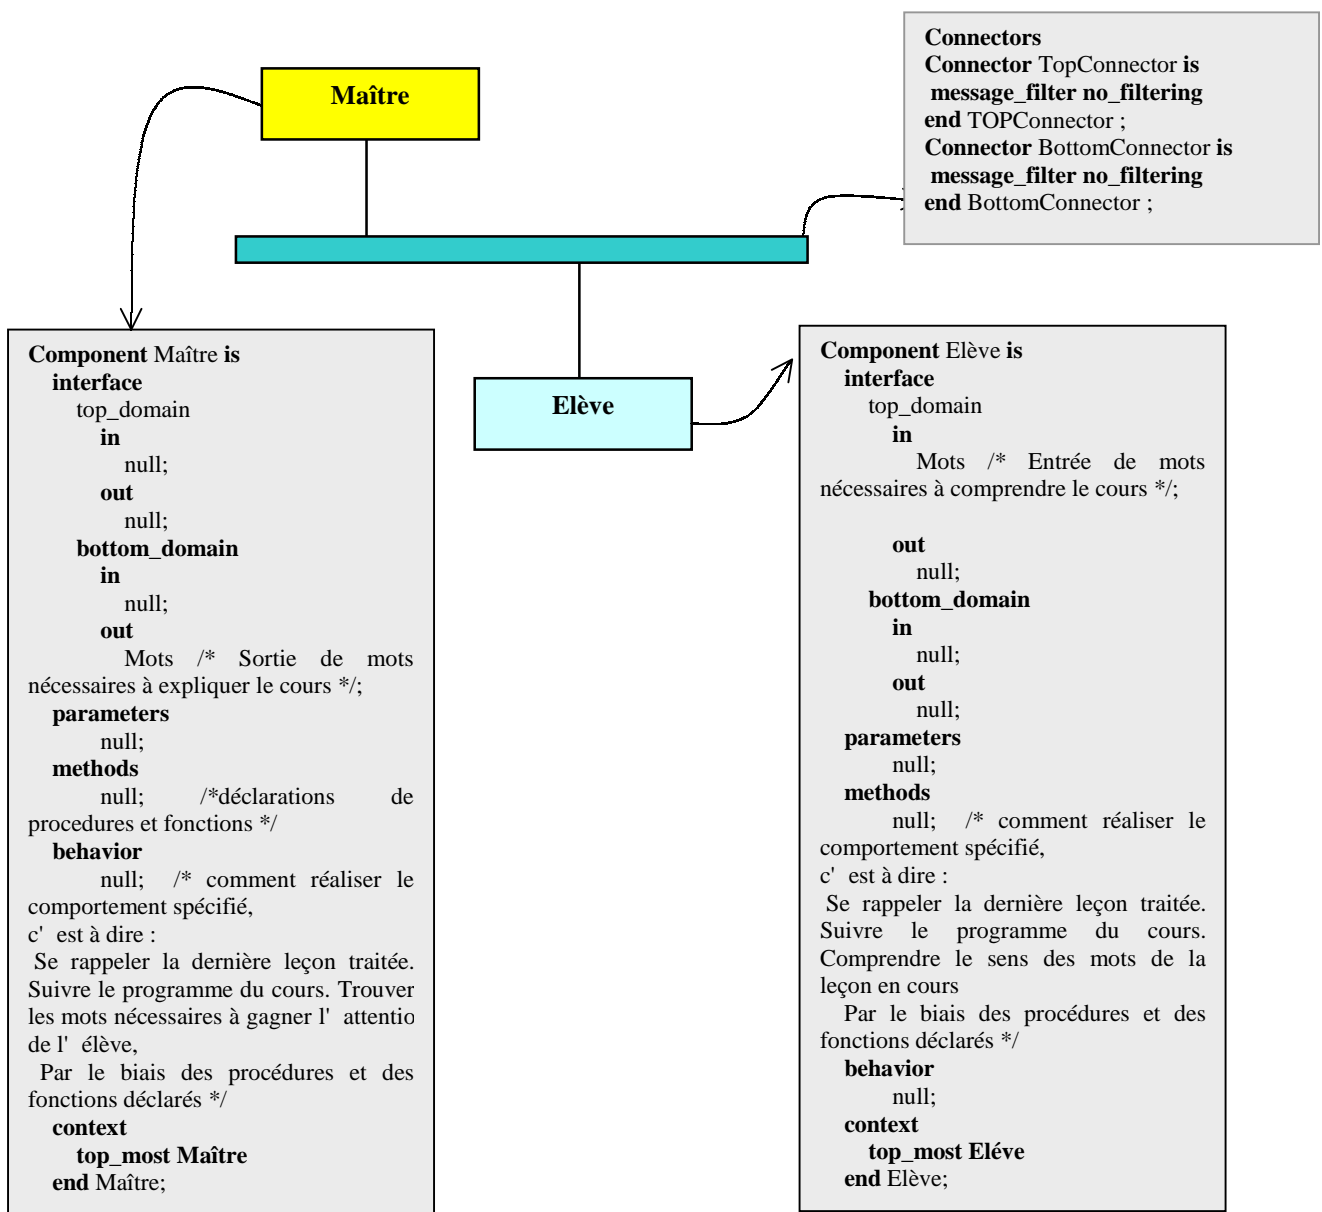 Connectors
Connector TopConnector is
message_filter no_filtering
end TOPConnector ;
Connector BottomConnector is
message_filter no_filtering
end BottomConnector ;
Maître
Elève
Component Maître is
interface
top_domain
in
null;
out
null;
bottom_domain
in
null;
out
Mots /* Sortie de mots
nécessaires à expliquer le cours */;
parameters
null;
methods
null; /*déclarations de
procedures et fonctions */
behavior
null; /* comment réaliser le
comportement spécifié,
c' est à dire :
Se rappeler la dernière leçon traitée.
Suivre le programme du cours. Trouver
les mots nécessaires à gagner l' attentio
de l' élève,
Par le biais des procédures et des
fonctions déclarés */
context
top_most Maître
end Maître;
Component Elève is
interface
top_domain
in
Mots /* Entrée de mots
nécessaires à comprendre le cours */;
out
null;
bottom_domain
in
null;
out
null;
parameters
null;
methods
null; /* comment réaliser le
comportement spécifié,
c' est à dire :
Se rappeler la dernière leçon traitée.
Suivre le programme du cours.
Comprendre le sens des mots de la
leçon en cours
Par le biais des procédures et des
fonctions déclarés */
behavior
null;
context
top_most Eléve
end Elève;